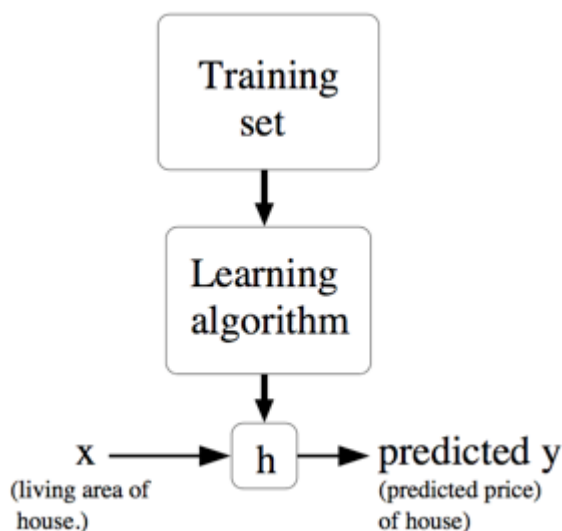 Training
set
Learning
algorithm
x
h
predicted y
(living area of
house.)
(predicted price)
of house)